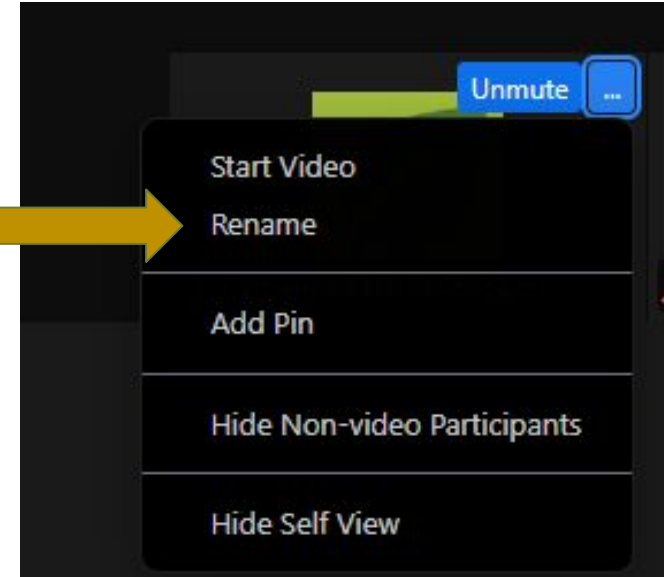 Unmute ...
Start Video
Rename
Add Pin
Hide Non-video Participants
Hide Self View